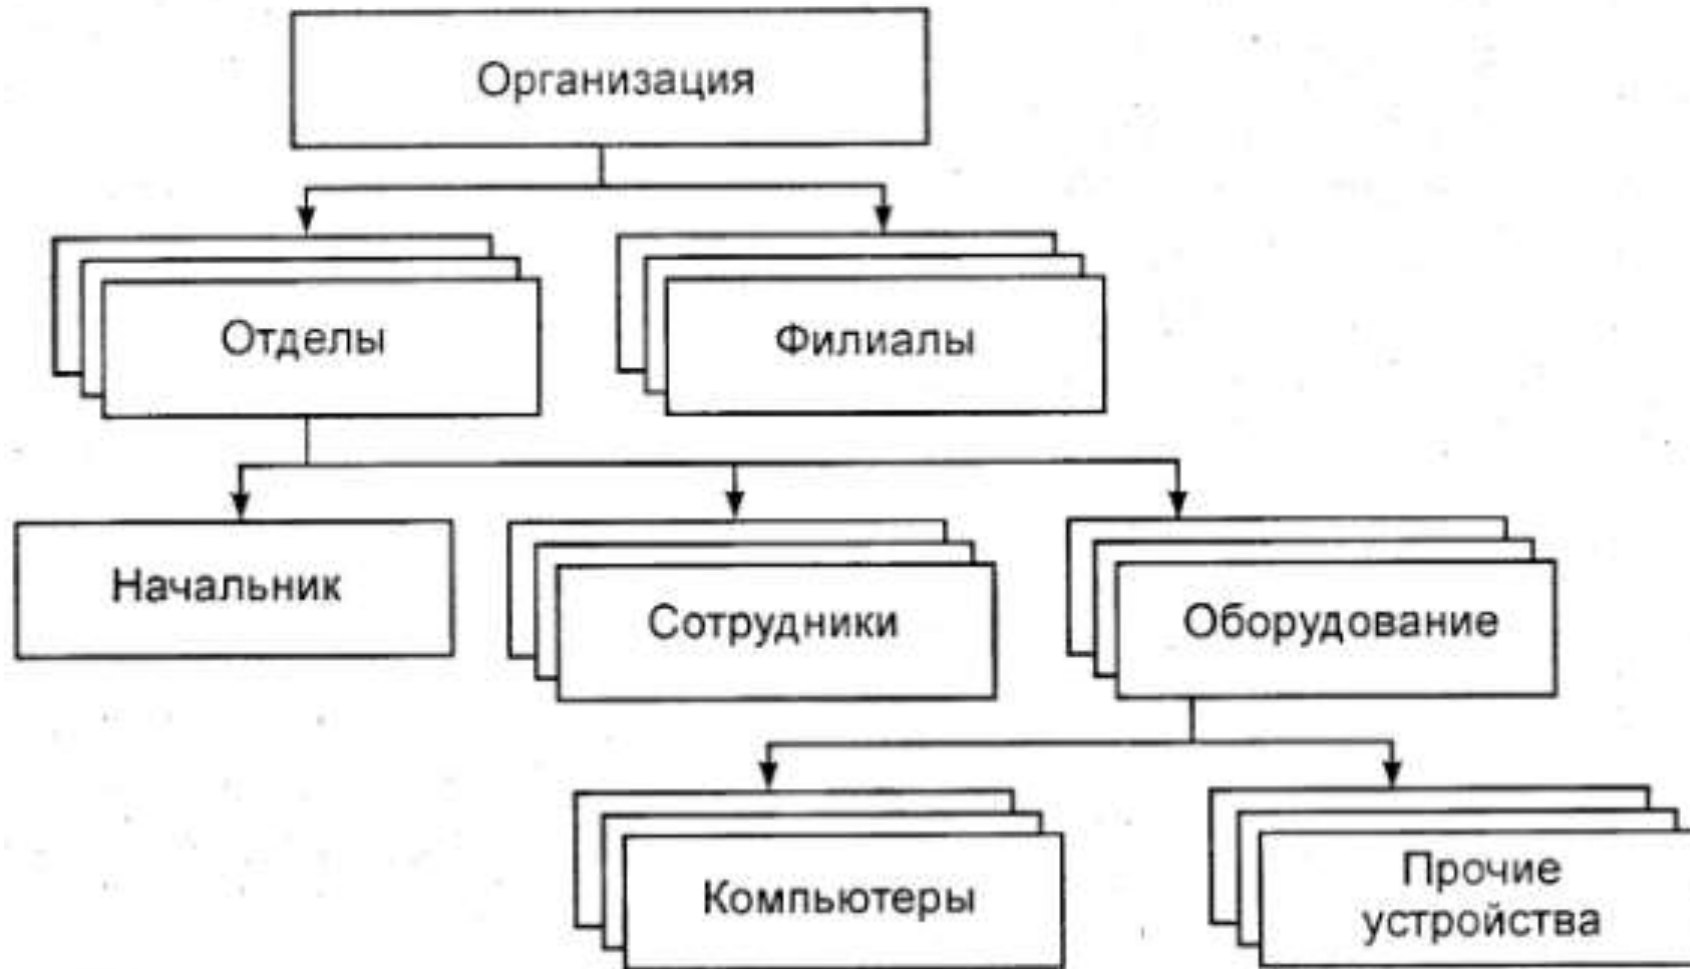 Организация
Отделы
Филиалы
Начальник
Сотрудники
Оборудование
Компьютеры
Прочие
устройства